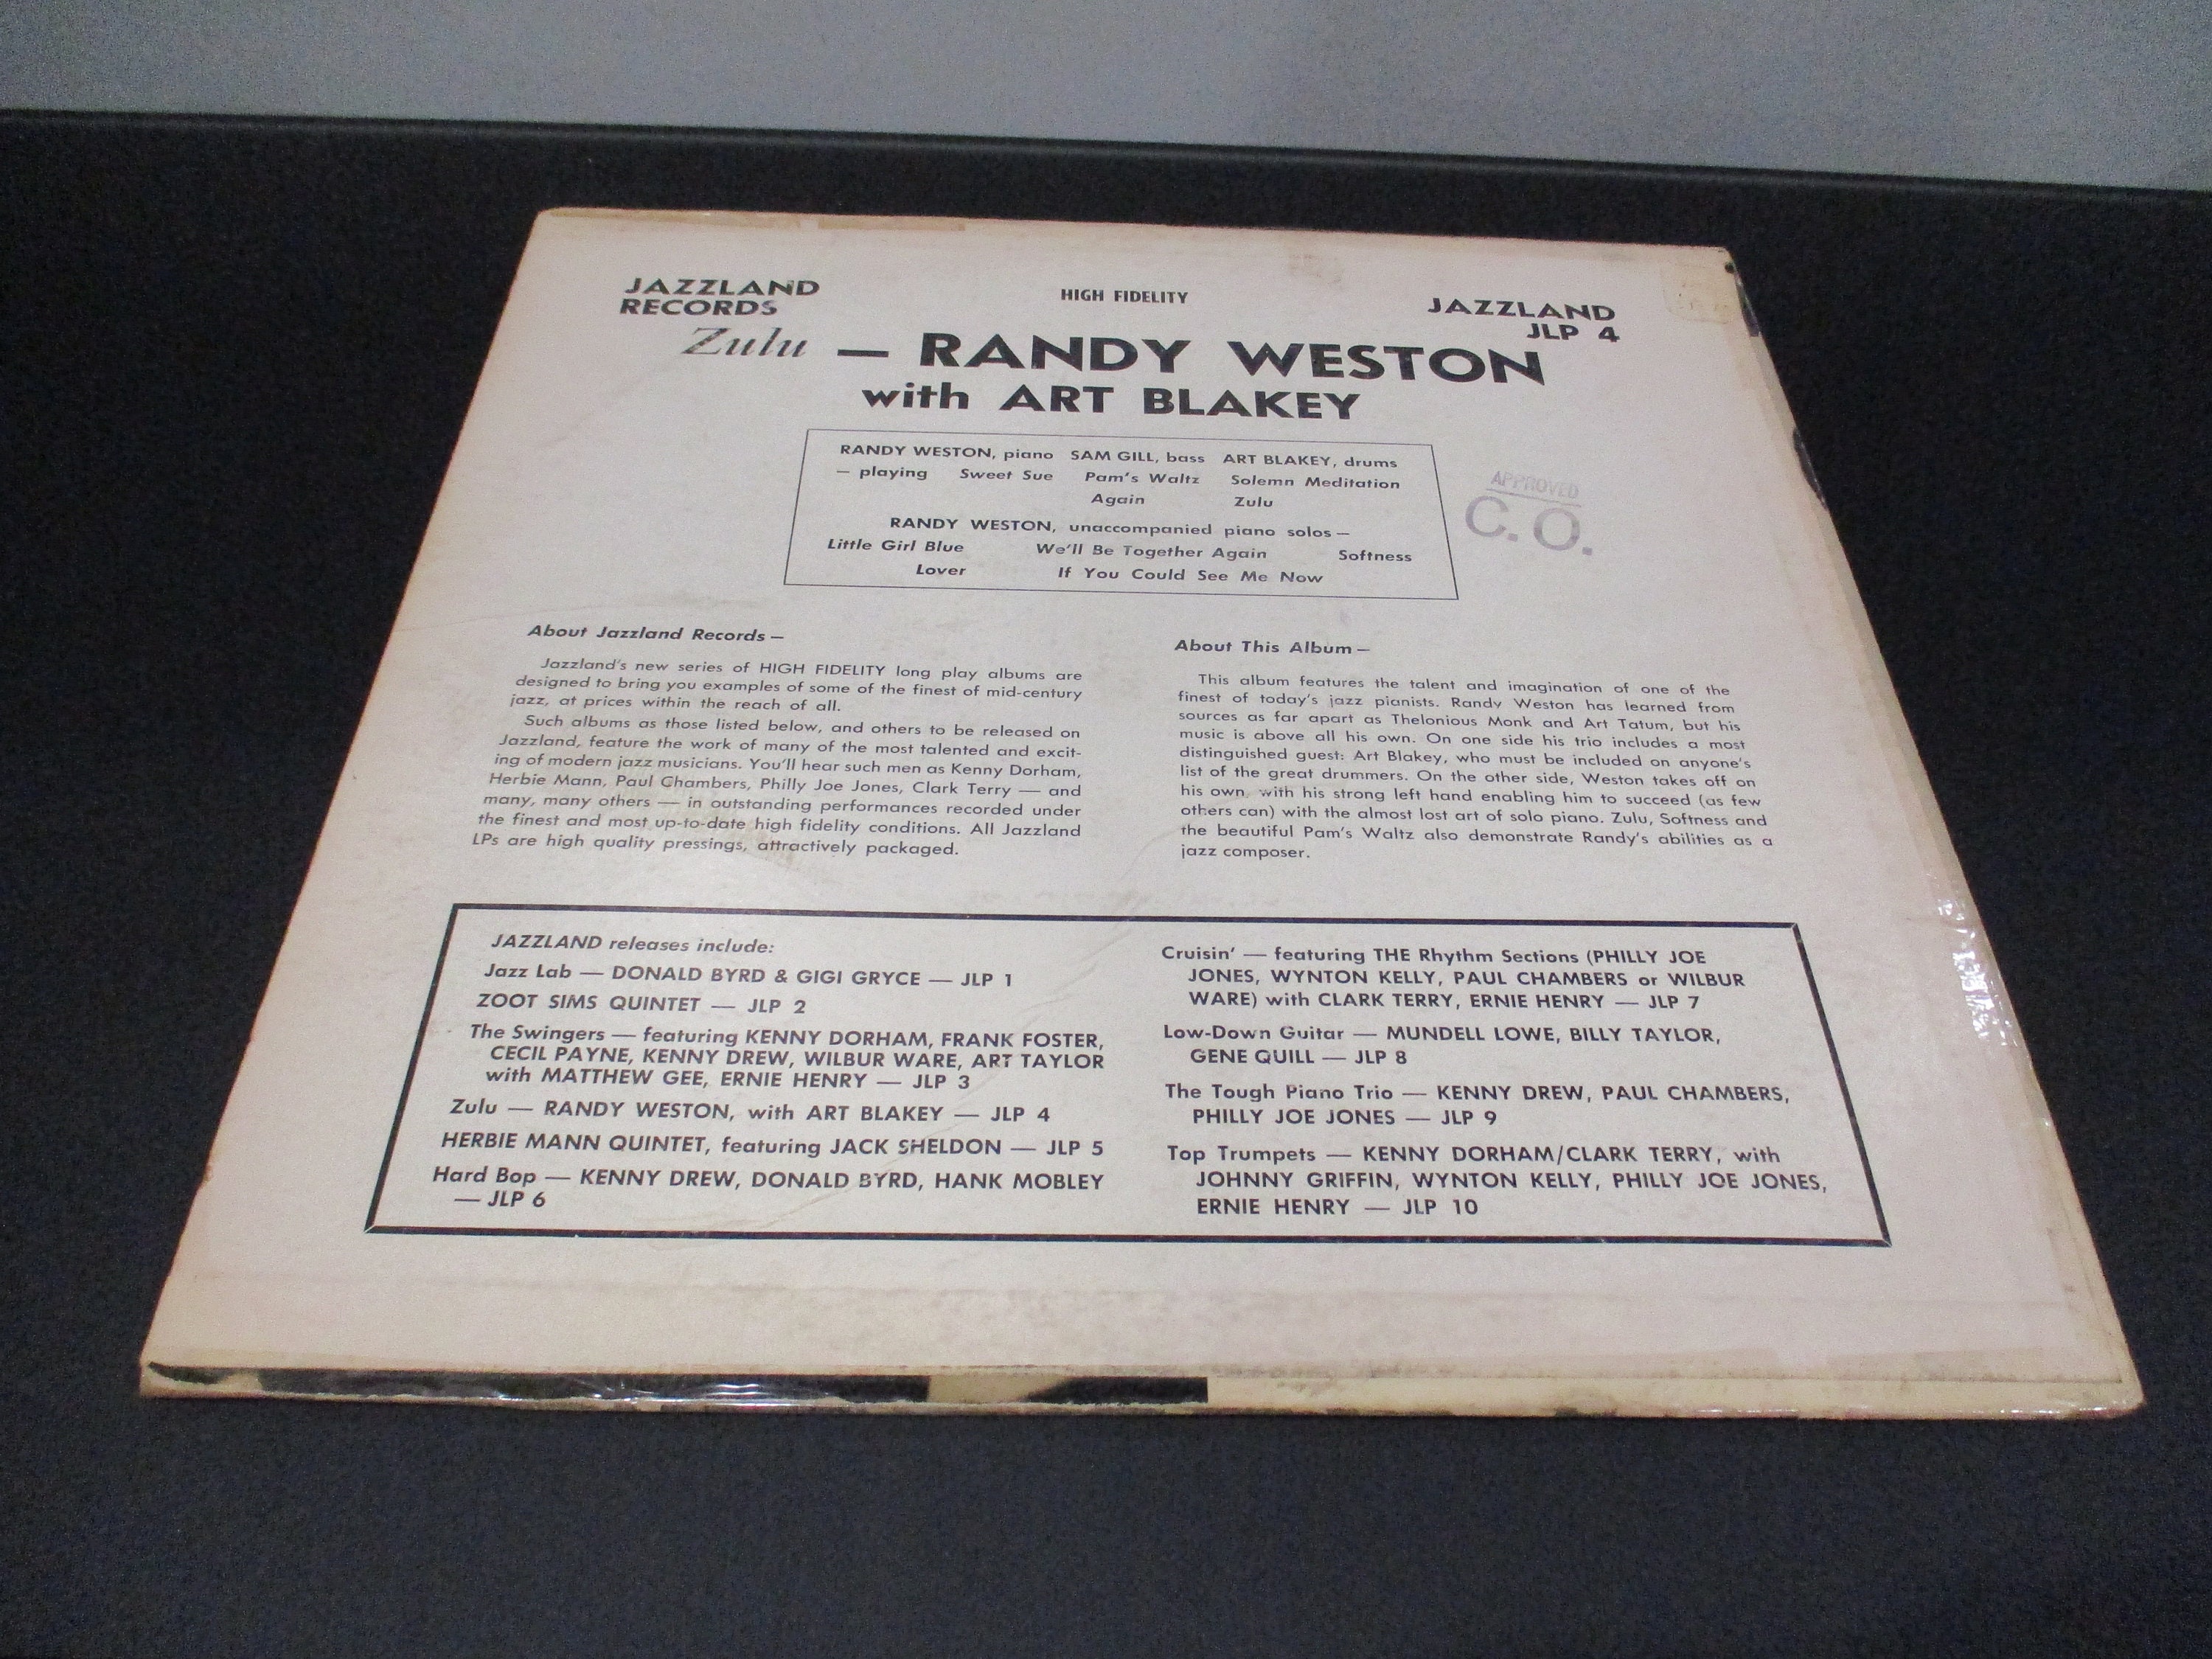 JAZZLAND
RECORDS
HIGH FIDELITY
JAZZLAND
JLP 4
Zulu — RANDY WESTON
with ART BLAKEY
RANDY WESTON, piano SAM GILL, bass ART BLAKEY, drums
— playing Sweet Sue Pam's Waltz Solemn Meditation
Again Zulu
RANDY WESTON, unaccompanied piano solos —
Little Girl Blue We'll Be Together Again Softness
Lover If You Could See Me Now
APPROVED
C.O.
About Jazzland Records —
Jazzland's new series of HIGH FIDELITY long play albums are
designed to bring you examples of some of the finest of mid-century
jazz, at prices within the reach of all.
Such albums as those listed below, and others to be released on
Jazzland, feature the work of many of the most talented and excit-
ing of modern jazz musicians. You'll hear such men as Kenny Dorham,
Herbie Mann, Paul Chambers, Philly Joe Jones, Clark Terry — and
many, many others — in outstanding performances recorded under
the finest and most up-to-date high fidelity conditions. All Jazzland
LPs are high quality pressings, attractively packaged.
About This Album —
This album features the talent and imagination of one of the
finest of today's jazz pianists. Randy Weston has learned from
sources as far apart as Thelonious Monk and Art Tatum, but his
music is above all his own. On one side his trio includes a most
distinguished guest: Art Blakey, who must be included on anyone's
list of the great drummers. On the other side, Weston takes off on
his own, with his strong left hand enabling him to succeed (as few
others can) with the almost lost art of solo piano. Zulu, Softness and
the beautiful Pam's Waltz also demonstrate Randy's abilities as a
jazz composer.
JAZZLAND releases include:
Jazz Lab — DONALD BYRD & GIGI GRYCE — JLP 1
ZOOT SIMS QUINTET — JLP 2
The Swingers — featuring KENNY DORHAM, FRANK FOSTER,
CECIL PAYNE, KENNY DREW, WILBUR WARE, ART TAYLOR
with MATTHEW GEE, ERNIE HENRY — JLP 3
Zulu — RANDY WESTON, with ART BLAKEY — JLP 4
HERBIE MANN QUINTET, featuring JACK SHELDON — JLP 5
Hard Bop — KENNY DREW, DONALD BYRD, HANK MOBLEY
— JLP 6
Cruisin' — featuring THE Rhythm Sections (PHILLY JOE
JONES, WYNTON KELLY, PAUL CHAMBERS or WILBUR
WARE) with CLARK TERRY, ERNIE HENRY — JLP 7
Low-Down Guitar — MUNDELL LOWE, BILLY TAYLOR,
GENE QUILL — JLP 8
The Tough Piano Trio — KENNY DREW, PAUL CHAMBERS,
PHILLY JOE JONES — JLP 9
Top Trumpets — KENNY DORHAM/CLARK TERRY, with
JOHNNY GRIFFIN, WYNTON KELLY, PHILLY JOE JONES,
ERNIE HENRY — JLP 10